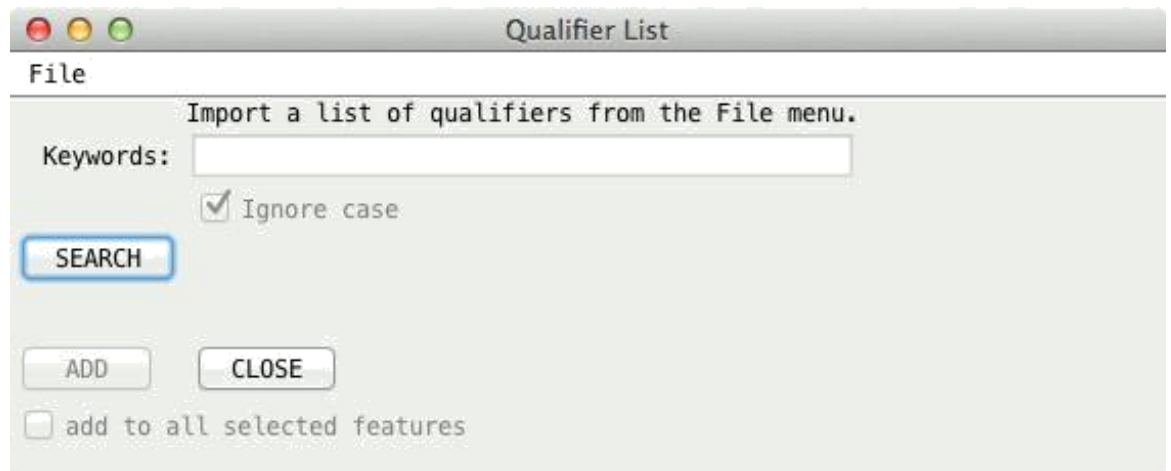 Qualifier List
File
Import a list of qualifiers from the File menu.
Keywords:
Ignore case
SEARCH
ADD CLOSE
add to all selected features